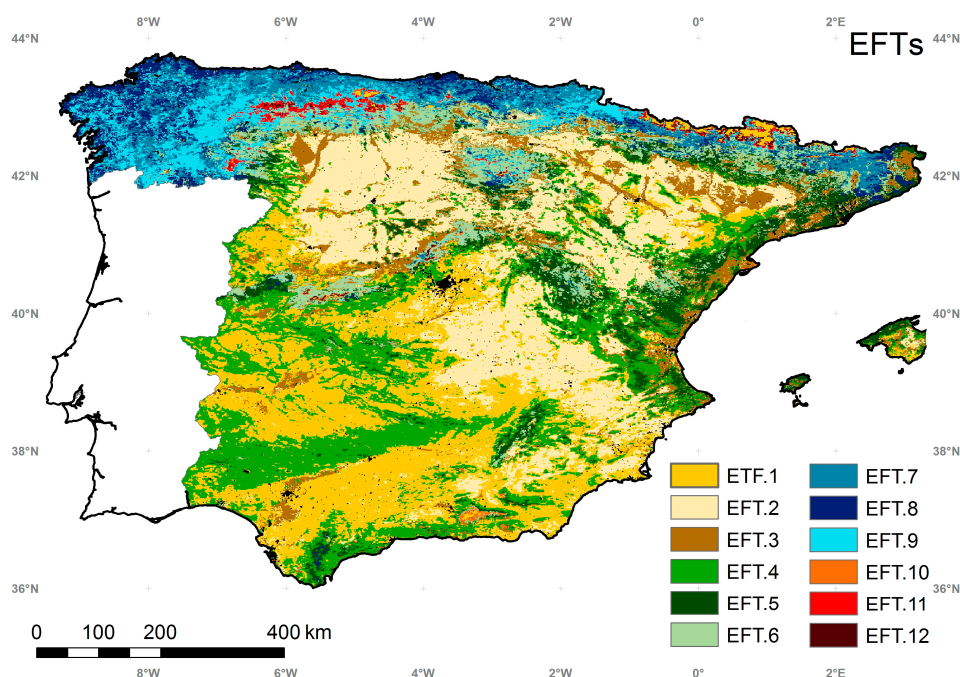 8°W 6°W 4°W 2°W 0° 2°E
44°N 44°N
EFTs
42°N 42°N
40°N 40°N
38°N 38°N
ETF.1 EFT.7
EFT.2 EFT.8
EFT.3 EFT.9
EFT.4 EFT.10
36°N 36°N
EFT.5 EFT.11
EFT.6 EFT.12
0 100 200 400 km
8°W 6°W 4°W 2°W 0° 2°E